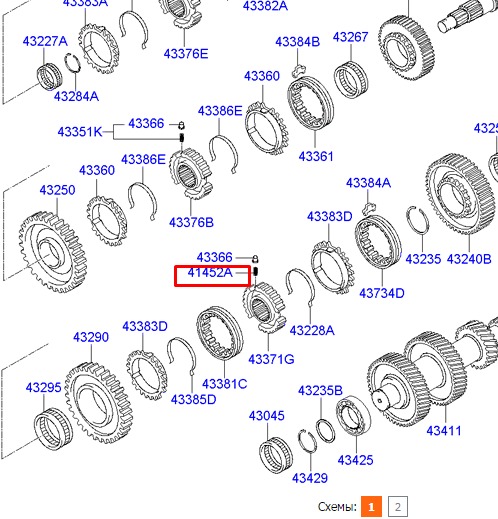 43383A
43382A
43227A
43376E
43384B
43267
43284A
43360
43366
43386E
43351K
43386E
43361
43360
43250
43384A
43376B
43383D
43366
43235
43240B
41452A
43734D
43228A
43383D
43290
43371G
43381C
43295
43385D
43235B
43045
43411
43425
43429
Схемы: 1 2